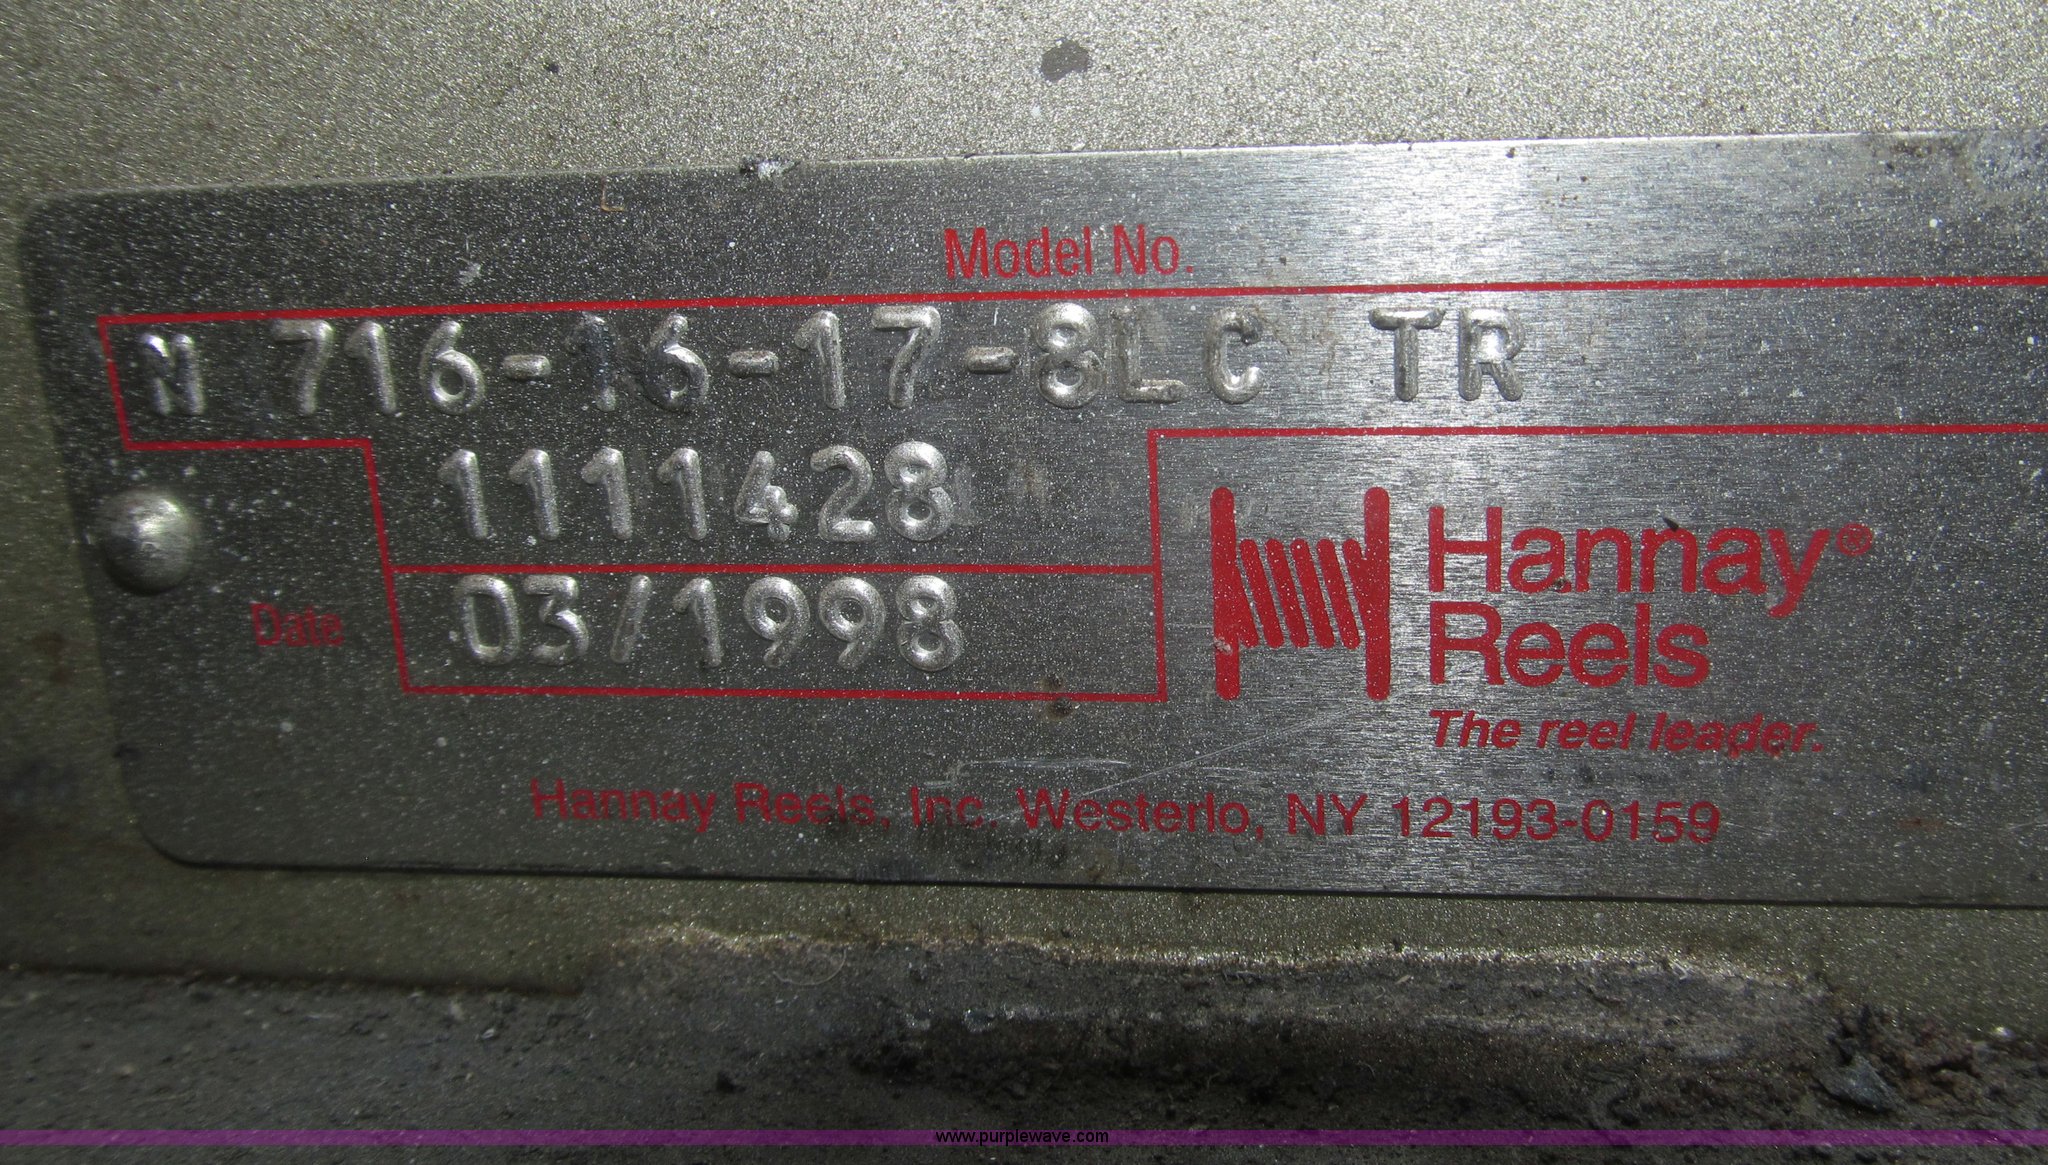 Model No.
N 716-16-17-8LC TR
1111428
Date 03/1998
Hannay®
Reels
The reel leader.
Hannay Reels, Inc. Westerlo, NY 12193-0159
www.purplewave.com